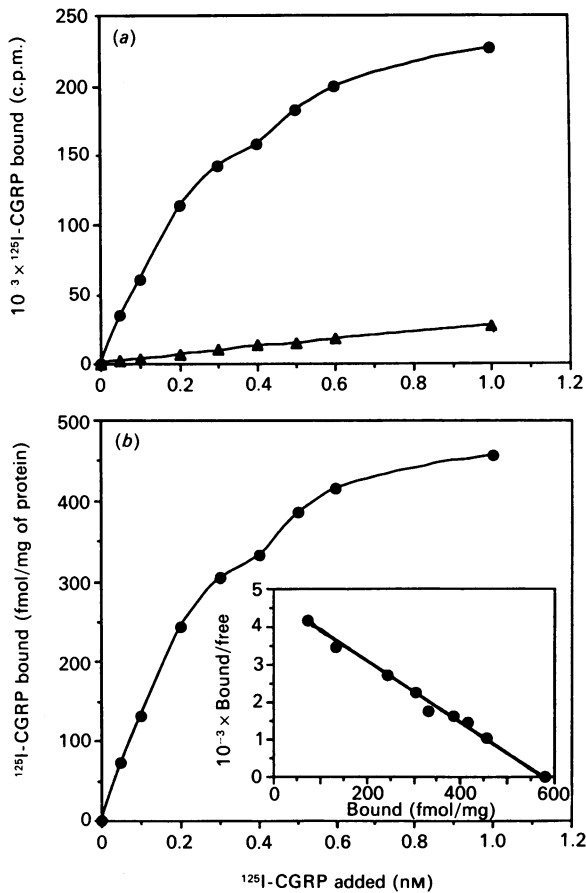 (a)
10⁻³ × ¹²⁵I-CGRP bound (c.p.m.)
250
200
150
100
50
0
0 0.2 0.4 0.6 0.8 1.0 1.2
(b)
¹²⁵I-CGRP bound (fmol/mg of protein)
500
400
300
200
100
0
0 0.2 0.4 0.6 0.8 1.0 1.2
10⁻³ × Bound/free
5
4
3
2
1
0
0 200 400 600
Bound (fmol/mg)
¹²⁵I-CGRP added (nM)